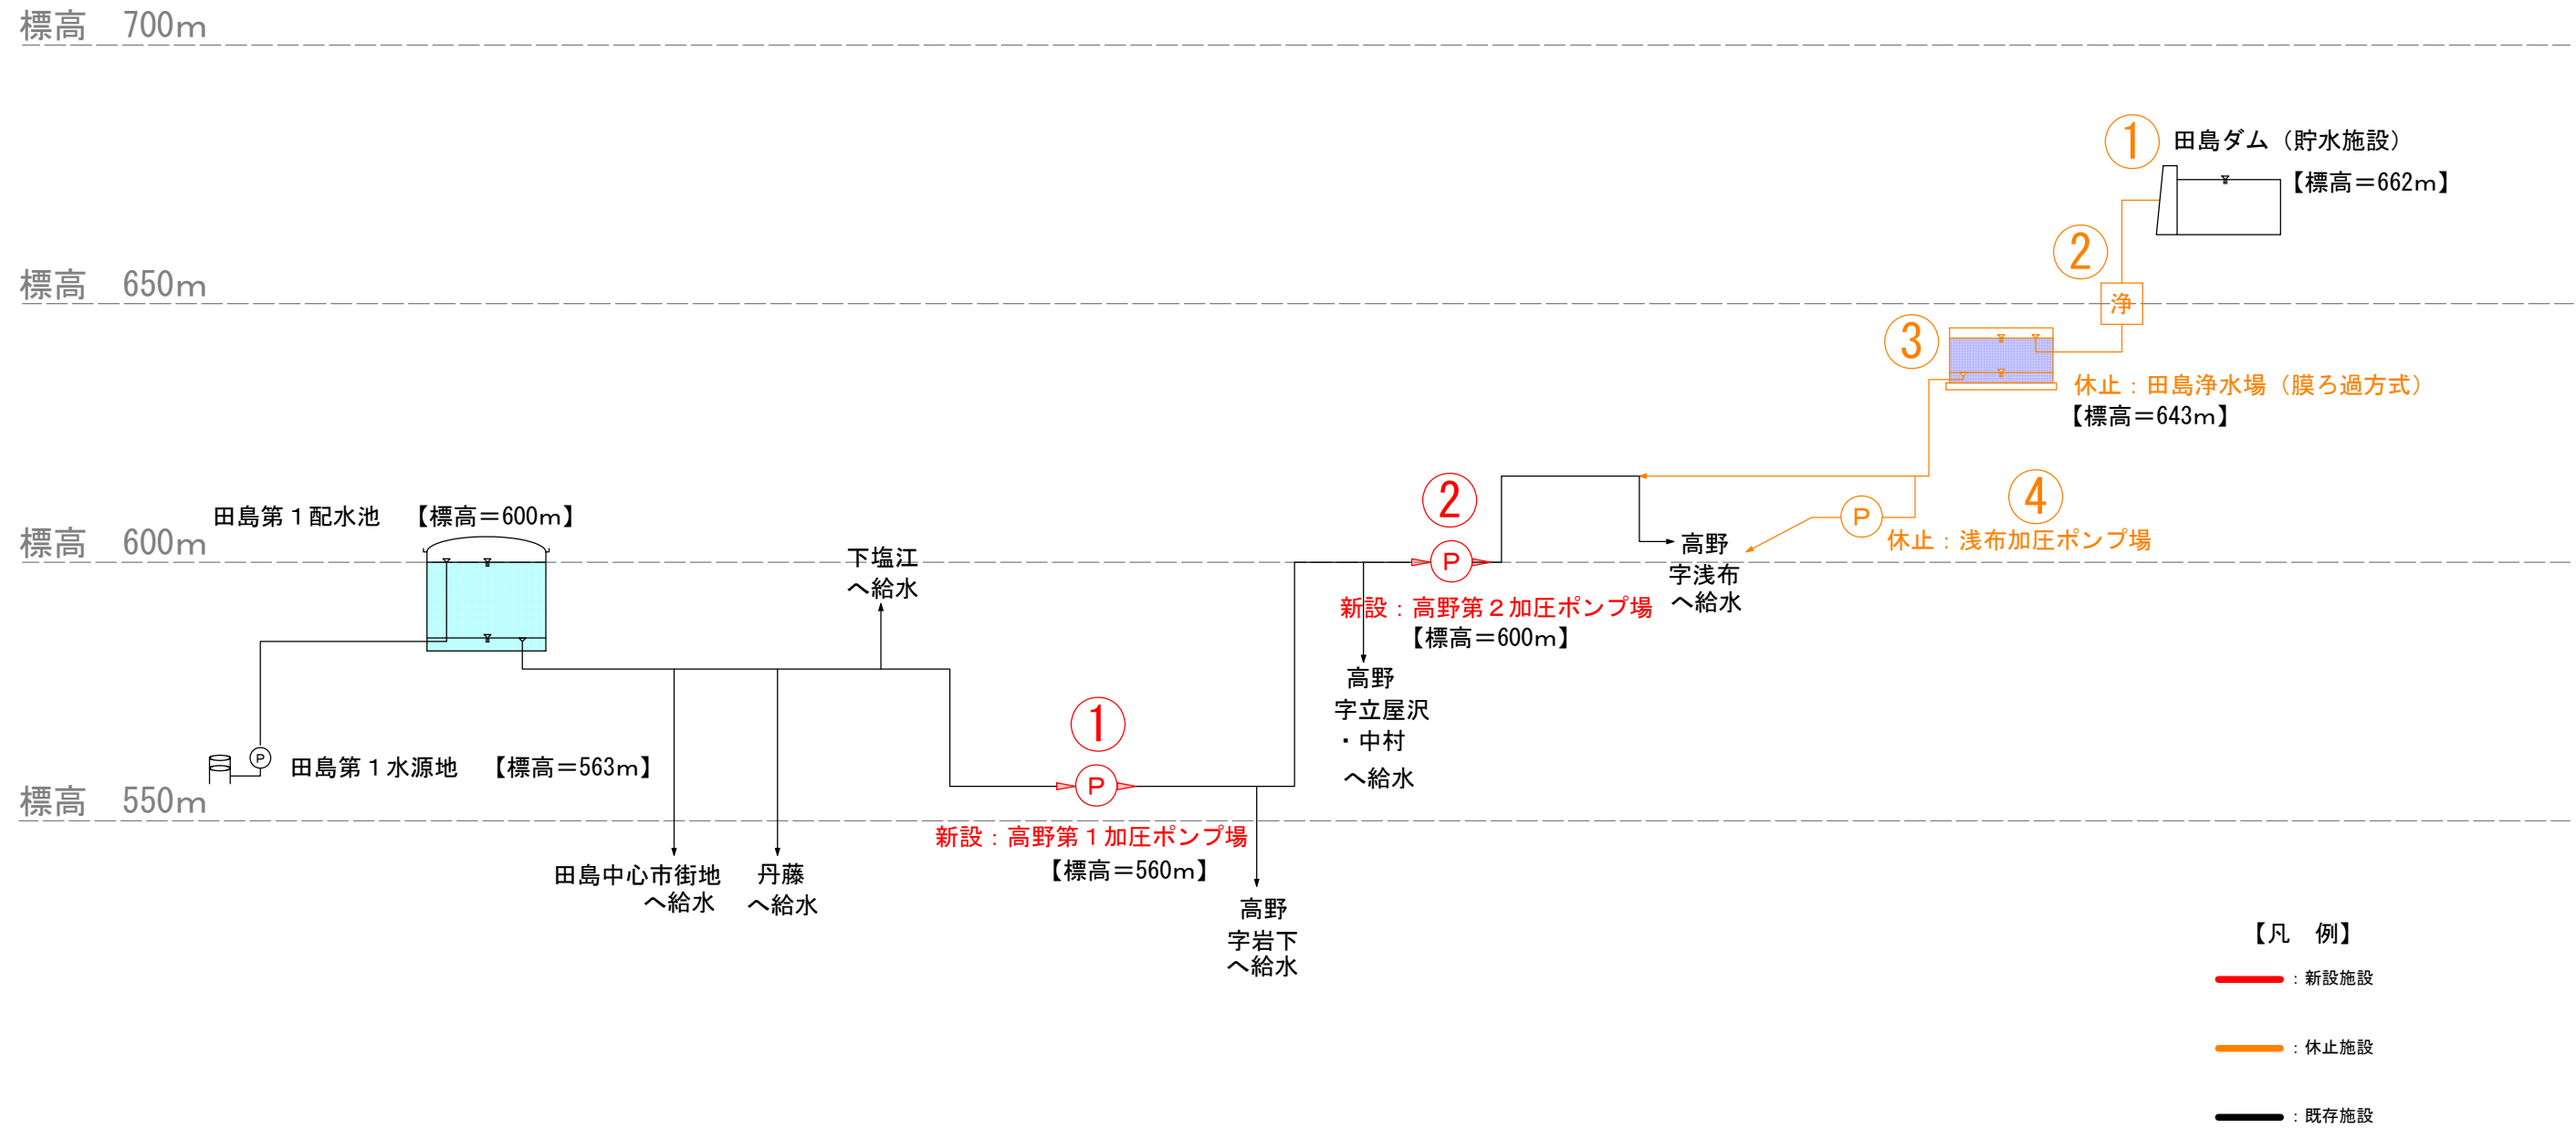 標高　700m
①　田島ダム（貯水施設）
【標高＝662m】
②
標高　650m
浄
③
休止：田島浄水場（膜ろ過方式）
【標高＝643m】
②
④
田島第１配水池　【標高＝600m】
P
休止：浅布加圧ポンプ場
標高　600m
下塩江
へ給水
P
高野
字浅布
へ給水
新設：高野第２加圧ポンプ場
【標高＝600m】
高野
字立屋沢
・中村
へ給水
①
P
田島第１水源地　【標高＝563m】
P
標高　550m
新設：高野第１加圧ポンプ場
【標高＝560m】
田島中心市街地
へ給水
丹藤
へ給水
高野
字岩下
へ給水
【凡　例】
：新設施設
：休止施設
：既存施設